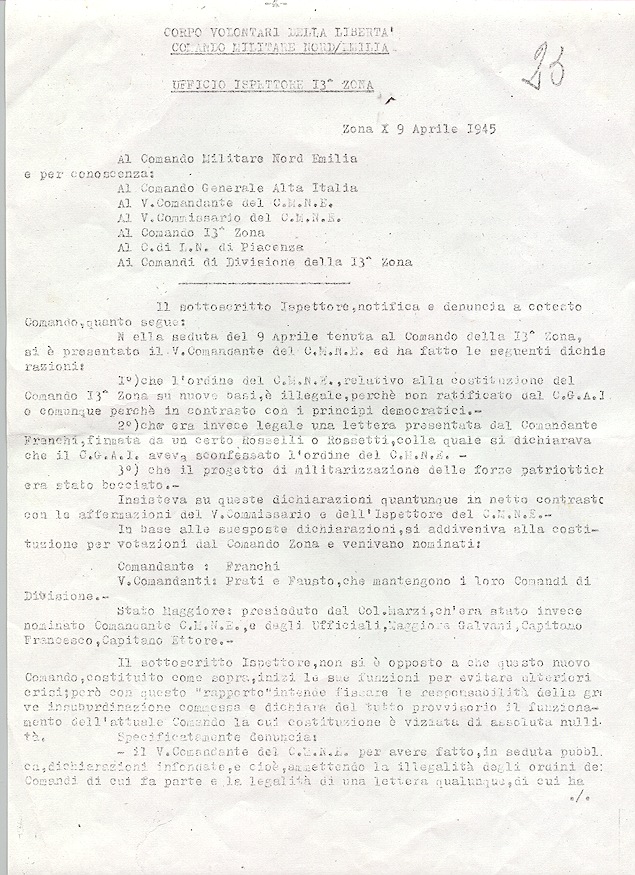 CORPO VOLONTARI DELLA LIBERTA'
COMANDO MILITARE NORD/EMILIA
25
UFFICIO ISPETTORE 13^ ZONA
Zona X 9 Aprile 1945
Al Comando Militare Nord Emilia
e per conoscenza:
Al Comando Generale Alta Italia
Al V.Comandante del C.M.N.E.
Al V.Commissario del C.M.N.E.
Al Comando I3^ Zona
Al C.di L.N. di Piacenza
Ai Comandi di Divisione della I3^ Zona
Il sottoscritto Ispettore,notifica e denuncia a cotesto
Comando,quanto segue:
N ella seduta del 9 Aprile tenuta al Comando della I3^ Zona,
si è presentato il V.Comandante del C.M.N.E. ed ha fatto le seguenti dichia
razioni:
I°)che l'ordine del C.M.N.E.,relativo alla costituzione del
Comando I3^ Zona su nuove basi,è illegale,perchè non ratificato dal C.G.A.I
o comunque perchè in contrasto con i principi democratici.-
2°)che era invece legale una lettera presentata dal Comandante
Franchi,firmata da un certo Rosselli o Rossetti,colla quale si dichiarava
che il C.G.A.I. aveva sconfessato l'ordine del C.M.N.E. -
3°) che il progetto di militarizzazione delle forze patriottich
era stato bocciato.-
Insisteva su queste dichiarazioni quantunque in netto contrasto
con le affermazioni del V.Commissario e dell'Ispettore del C.M.N.E.-
In base alle suesposte dichiarazioni,si addiveniva alla costi-
tuzione per votazioni dal Comando Zona e venivano nominati:
Comandante : Franchi
V.Comandanti: Prati e Fausto,che mantengono i loro Comandi di
Divisione.-
Stato Maggiore: presieduto del Col.Marzi,ch'era stato invece
nominato Comandante C.M.N.E.,e dagli Ufficiali,Maggiore Galvani,Capitano
Francesco,Capitano Ettore.-
Il sottoscritto Ispettore,non si è opposto a che questo nuovo
Comando,costituito come sopra,inizi le sue funzioni per evitare ulteriori
crisi;però con questo "rapporto"intende fissare le responsabilità della gra
ve insubordinazione commessa e dichiara del tutto provvisorio il funziona-
mento dell'attuale Comando la cui costituzione è viziata di assoluta nulli-
tà. Specificatamente denuncia:
- il V.Comandante del C.M.N.E. per avere fatto,in seduta pubbl.
ca,dichiarazioni infondate,e cioè,ammettendo la illegalità degli ordini de:
Comandi di cui fa parte e la legalità di una lettera qualunque,di cui ha
./.